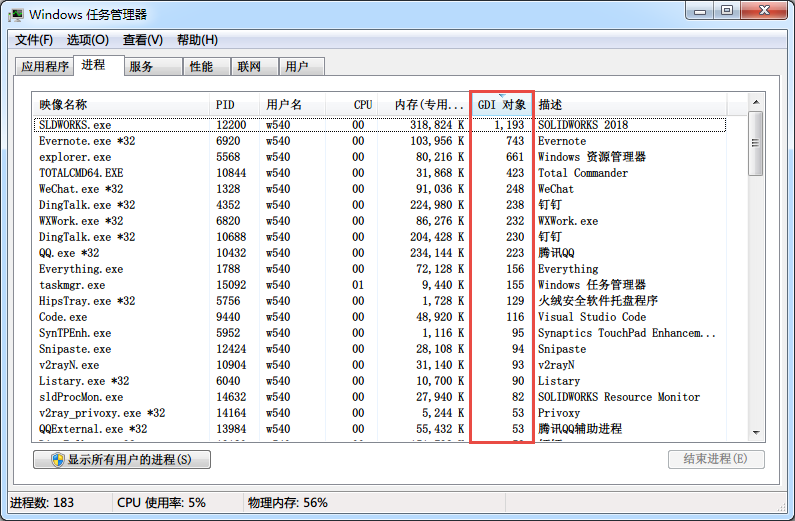 Windows 任务管理器
文件(F) 选项(O) 查看(V) 帮助(H)
应用程序 进程 服务 性能 联网 用户
映像名称 PID 用户名 CPU 内存(专用... GDI 对象 描述
SLDWORKS.exe 12200 w540 00 318,824 K 1,193 SOLIDWORKS 2018
Evernote.exe *32 6920 w540 00 103,956 K 743 Evernote
explorer.exe 5568 w540 00 80,216 K 661 Windows 资源管理器
TOTALCMD64.EXE 10844 w540 00 31,868 K 423 Total Commander
WeChat.exe *32 1328 w540 00 91,036 K 248 WeChat
DingTalk.exe *32 4352 w540 00 224,980 K 238 钉钉
WXWork.exe *32 6820 w540 00 86,276 K 232 WXWork.exe
DingTalk.exe *32 10688 w540 00 204,428 K 230 钉钉
QQ.exe *32 10432 w540 00 234,144 K 223 腾讯QQ
Everything.exe 1788 w540 00 72,128 K 156 Everything
taskmgr.exe 15092 w540 01 9,440 K 155 Windows 任务管理器
HipsTray.exe *32 5756 w540 00 1,728 K 129 火绒安全软件托盘程序
Code.exe 9440 w540 00 48,920 K 116 Visual Studio Code
SynTPEnh.exe 5952 w540 00 1,116 K 95 Synaptics TouchPad Enhancem...
Snipaste.exe 12424 w540 00 28,108 K 94 Snipaste
v2rayN.exe 10904 w540 00 31,140 K 93 v2rayN
Listary.exe *32 6040 w540 00 10,700 K 90 Listary
sldProcMon.exe 14632 w540 00 27,940 K 82 SOLIDWORKS Resource Monitor
v2ray_privoxy.exe *32 14164 w540 00 5,244 K 53 Privoxy
QQExternal.exe *32 13984 w540 00 55,432 K 53 腾讯QQ辅助进程
显示所有用户的进程(S) 结束进程(E)
进程数: 183 CPU 使用率: 5% 物理内存: 56%